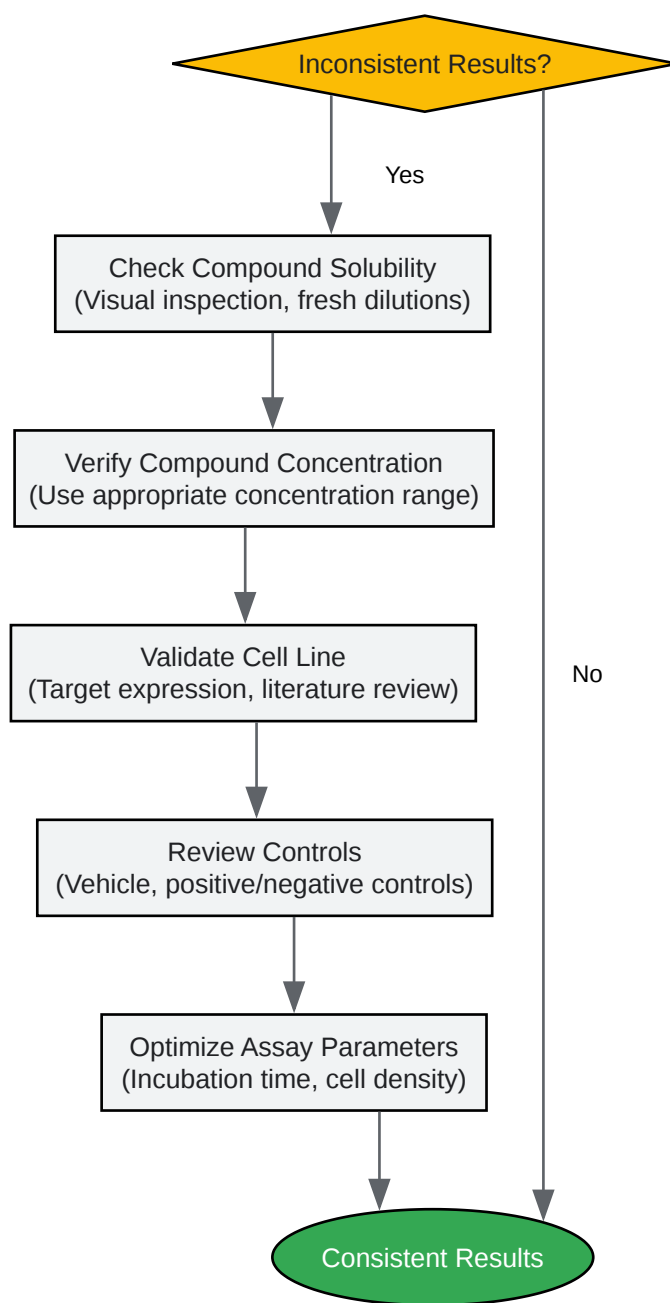 Inconsistent Results?
Yes
Check Compound Solubility
(Visual inspection, fresh dilutions)
Verify Compound Concentration
(Use appropriate concentration range)
Validate Cell Line
(Target expression, literature review)
No
Review Controls
(Vehicle, positive/negative controls)
Optimize Assay Parameters
(Incubation time, cell density)
Consistent Results